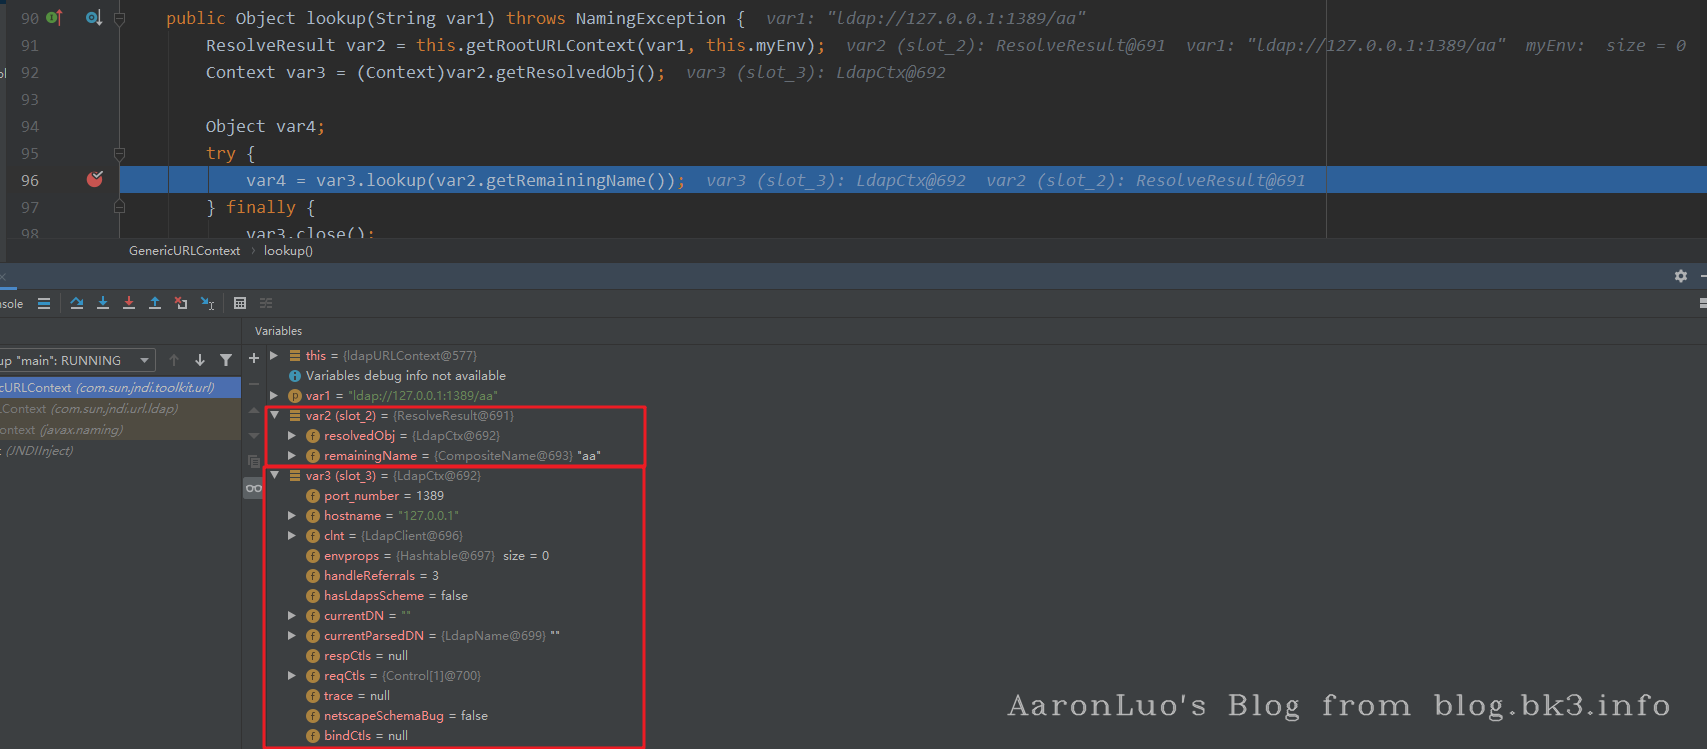 90 public Object lookup(String var1) throws NamingException { var1: "ldap://127.0.0.1:1389/aa"
91 ResolveResult var2 = this.getRootURLContext(var1, this.myEnv); var2 (slot_2): ResolveResult@691 var1: "ldap://127.0.0.1:1389/aa" myEnv: size = 0
92 Context var3 = (Context)var2.getResolvedObj(); var3 (slot_3): LdapCtx@692
93
94 Object var4;
95 try {
96 var4 = var3.lookup(var2.getRemainingName()); var3 (slot_3): LdapCtx@692 var2 (slot_2): ResolveResult@691
97 } finally {
98 var3.close();
GenericURLContext › lookup()
nsole
Variables
up "main": RUNNING
cURLContext (com.sun.jndi.toolkit.url)
LContext (com.sun.jndi.url.ldap)
ontext (javax.naming)
t (JNDIInject)
this = {ldapURLContext@577}
Variables debug info not available
var1 = "ldap://127.0.0.1:1389/aa"
var2 (slot_2) = {ResolveResult@691}
resolvedObj = {LdapCtx@692}
remainingName = {CompositeName@693} "aa"
var3 (slot_3) = {LdapCtx@692}
port_number = 1389
hostname = "127.0.0.1"
clnt = {LdapClient@696}
envprops = {Hashtable@697} size = 0
handleReferrals = 3
hasLdapsScheme = false
currentDN = ""
currentParsedDN = {LdapName@699} ""
respCtls = null
reqCtls = {Control[1]@700}
trace = null
netscapeSchemaBug = false
bindCtls = null
AaronLuo's Blog from blog.bk3.info